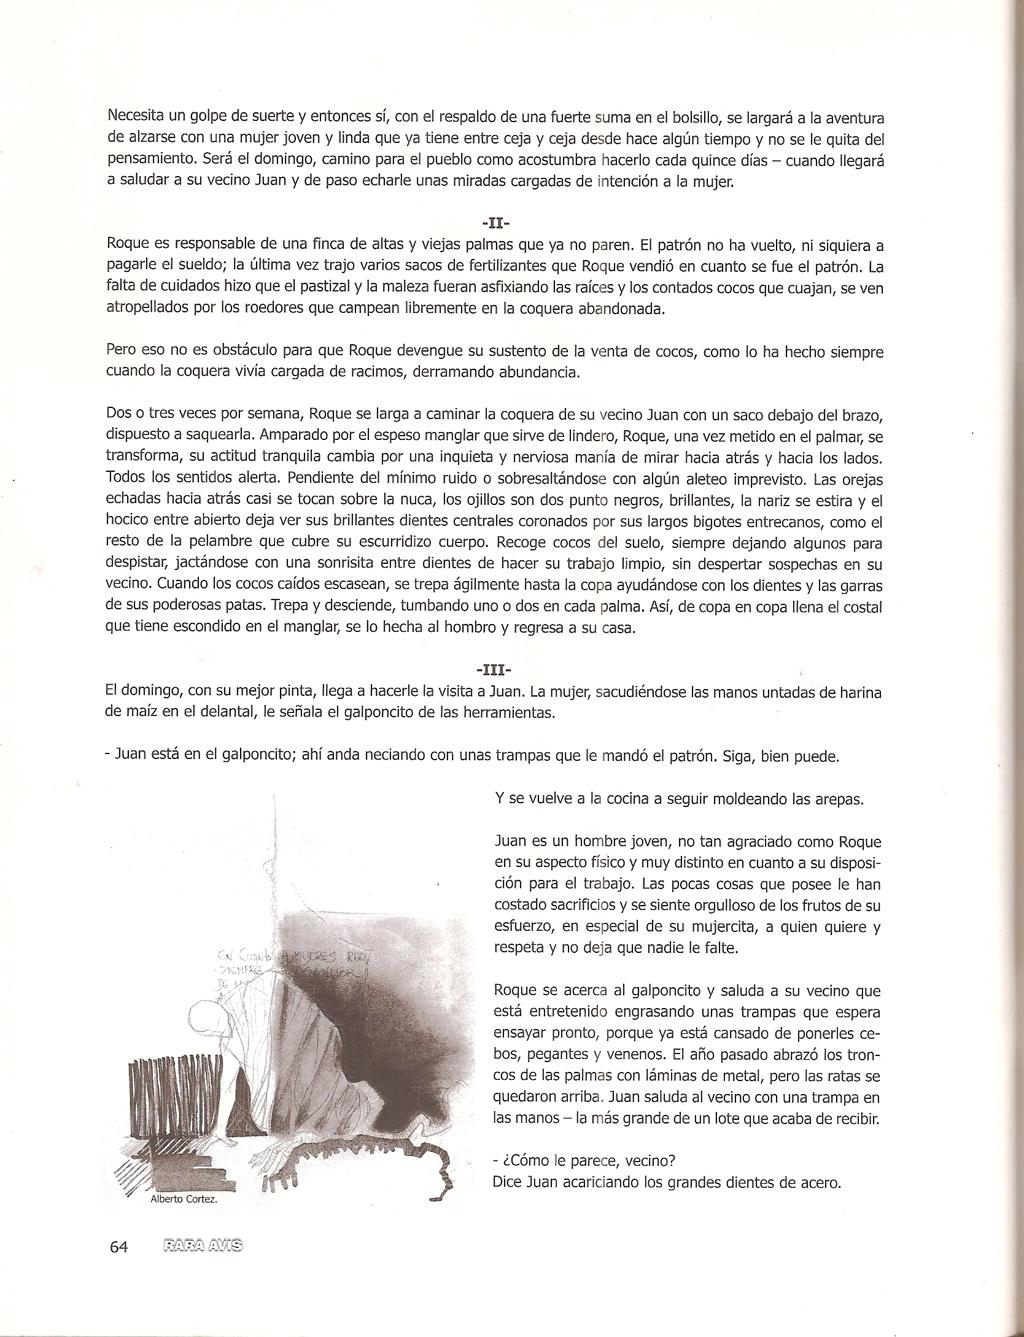 Necesita un golpe de suerte y entonces sí, con el respaldo de una fuerte suma en el bolsillo, se largará a la aventura
de alzarse con una mujer joven y linda que ya tiene entre ceja y ceja desde hace algún tiempo y no se le quita del
pensamiento. Será el domingo, camino para el pueblo como acostumbra hacerlo cada quince días – cuando llegará
a saludar a su vecino Juan y de paso echarle unas miradas cargadas de intención a la mujer.
-II-
Roque es responsable de una finca de altas y viejas palmas que ya no paren. El patrón no ha vuelto, ni siquiera a
pagarle el sueldo; la última vez trajo varios sacos de fertilizantes que Roque vendió en cuanto se fue el patrón. La
falta de cuidados hizo que el pastizal y la maleza fueran asfixiando las raíces y los contados cocos que cuajan, se ven
atropellados por los roedores que campean libremente en la coquera abandonada.
Pero eso no es obstáculo para que Roque devengue su sustento de la venta de cocos, como lo ha hecho siempre
cuando la coquera vivía cargada de racimos, derramando abundancia.
Dos o tres veces por semana, Roque se larga a caminar la coquera de su vecino Juan con un saco debajo del brazo,
dispuesto a saquearla. Amparado por el espeso manglar que sirve de lindero, Roque, una vez metido en el palmar, se
transforma, su actitud tranquila cambia por una inquieta y nerviosa manía de mirar hacia atrás y hacia los lados.
Todos los sentidos alerta. Pendiente del mínimo ruido o sobresaltándose con algún aleteo imprevisto. Las orejas
echadas hacia atrás casi se tocan sobre la nuca, los ojillos son dos punto negros, brillantes, la nariz se estira y el
hocico entre abierto deja ver sus brillantes dientes centrales coronados por sus largos bigotes entrecanos, como el
resto de la pelambre que cubre su escurridizo cuerpo. Recoge cocos del suelo, siempre dejando algunos para
despistar, jactándose con una sonrisita entre dientes de hacer su trabajo limpio, sin despertar sospechas en su
vecino. Cuando los cocos caídos escasean, se trepa ágilmente hasta la copa ayudándose con los dientes y las garras
de sus poderosas patas. Trepa y desciende, tumbando uno o dos en cada palma. Así, de copa en copa llena el costal
que tiene escondido en el manglar, se lo hecha al hombro y regresa a su casa.
-III-
El domingo, con su mejor pinta, llega a hacerle la visita a Juan. La mujer, sacudiéndose las manos untadas de harina
de maíz en el delantal, le señala el galponcito de las herramientas.
- Juan está en el galponcito; ahí anda neciando con unas trampas que le mandó el patrón. Siga, bien puede.
Y se vuelve a la cocina a seguir moldeando las arepas.
Juan es un hombre joven, no tan agraciado como Roque
en su aspecto físico y muy distinto en cuanto a su disposi-
ción para el trabajo. Las pocas cosas que posee le han
costado sacrificios y se siente orgulloso de los frutos de su
esfuerzo, en especial de su mujercita, a quien quiere y
respeta y no deja que nadie le falte.
Roque se acerca al galponcito y saluda a su vecino que
está entretenido engrasando unas trampas que espera
ensayar pronto, porque ya está cansado de ponerles ce-
bos, pegantes y venenos. El año pasado abrazó los tron-
cos de las palmas con láminas de metal, pero las ratas se
quedaron arriba. Juan saluda al vecino con una trampa en
las manos – la más grande de un lote que acaba de recibir.
- ¿Cómo le parece, vecino?
Dice Juan acariciando los grandes dientes de acero.
SIEMPRE
DE
Alberto Cortez.
64 RARA AVIS